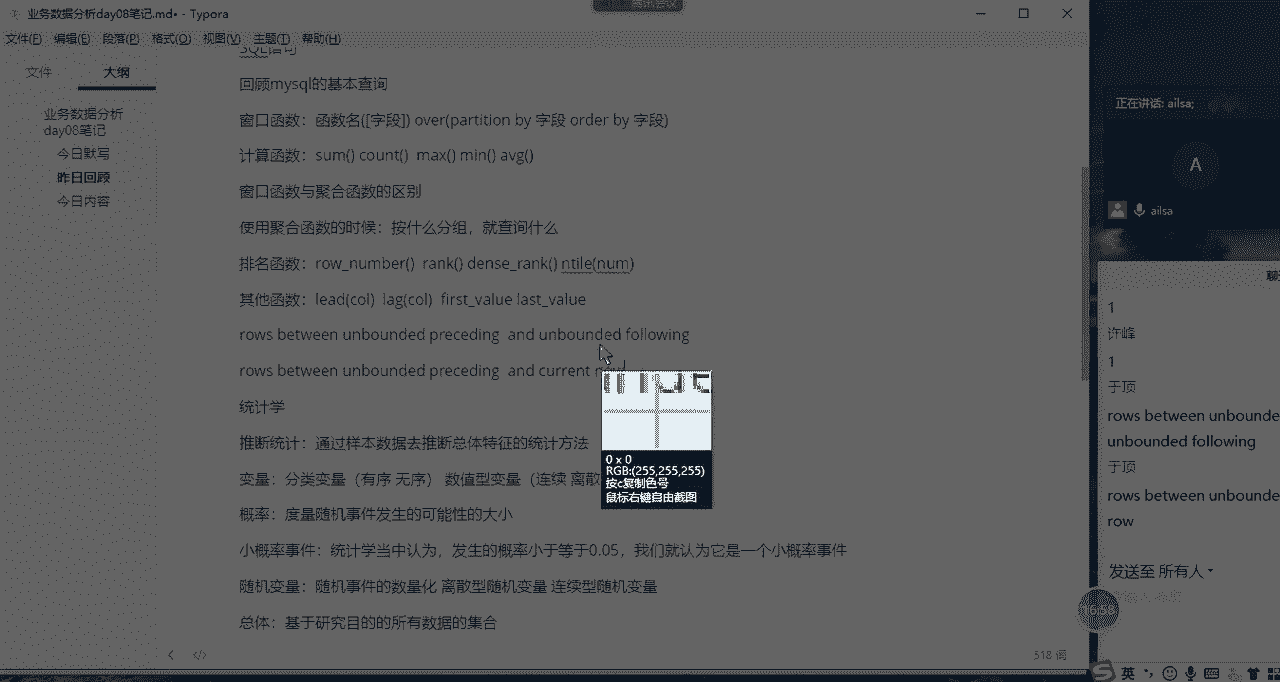 业务数据分析day08笔记.md• - Typora
文件(F) 编辑(E) 段落(P) 格式(O) 视图(V) 主题(T) 帮助(H)
文件 大纲
业务数据分析
day08笔记
今日默写
昨日回顾
今日内容
SQL语句
回顾mysql的基本查询
窗口函数：函数名([字段]) over(partition by 字段 order by 字段)
计算函数：sum() count() max() min() avg()
窗口函数与聚合函数的区别
使用聚合函数的时候：按什么分组，就查询什么
排名函数：row_number() rank() dense_rank() ntile(num)
其他函数：lead(col) lag(col) first_value last_value
rows between unbounded preceding and unbounded following
rows between unbounded preceding and current
统计学
推断统计：通过样本数据去推断总体特征的统计方法
变量：分类变量（有序 无序） 数值型变量（连续 离散
概率：度量随机事件发生的可能性的大小
小概率事件：统计学当中认为，发生的概率小于等于0.05，我们就认为它是一个小概率事件
随机变量：随机事件的数量化 离散型随机变量 连续型随机变量
总体：基于研究目的的所有数据的集合
0 x 0
RGB:(255,255,255)
按c复制色号
鼠标右键自由截图
518 词
腾讯会议
正在讲话: ailsa;
A
ailsa
1
许峰
1
于顶
rows between unbounde
unbounded following
于顶
rows between unbounde
row
发送至 所有人
英